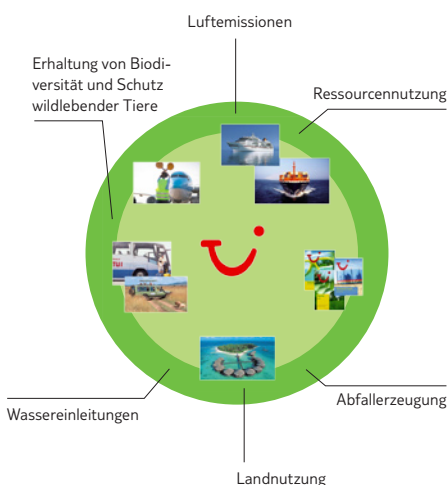 Luftemissionen
Erhaltung von Biodi-
versität und Schutz
wildlebender Tiere
Ressourcennutzung
Wassereinleitungen
Abfallerzeugung
Landnutzung